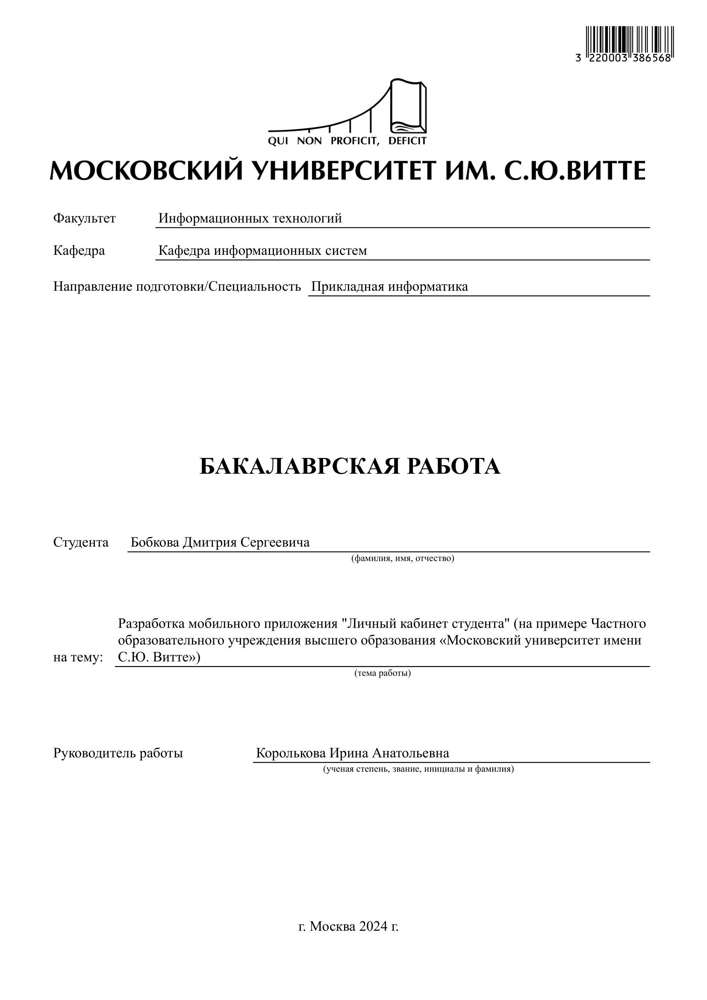 3 220003 386568
QUI NON PROFICIT, DEFICIT
МОСКОВСКИЙ УНИВЕРСИТЕТ ИМ. С.Ю.ВИТТЕ
Факультет Информационных технологий
Кафедра Кафедра информационных систем
Направление подготовки/Специальность Прикладная информатика
БАКАЛАВРСКАЯ РАБОТА
Студента Бобкова Дмитрия Сергеевича
(фамилия, имя, отчество)
Разработка мобильного приложения "Личный кабинет студента" (на примере Частного
образовательного учреждения высшего образования «Московский университет имени
на тему: С.Ю. Витте»)
(тема работы)
Руководитель работы Королькова Ирина Анатольевна
(ученая степень, звание, инициалы и фамилия)
г. Москва 2024 г.